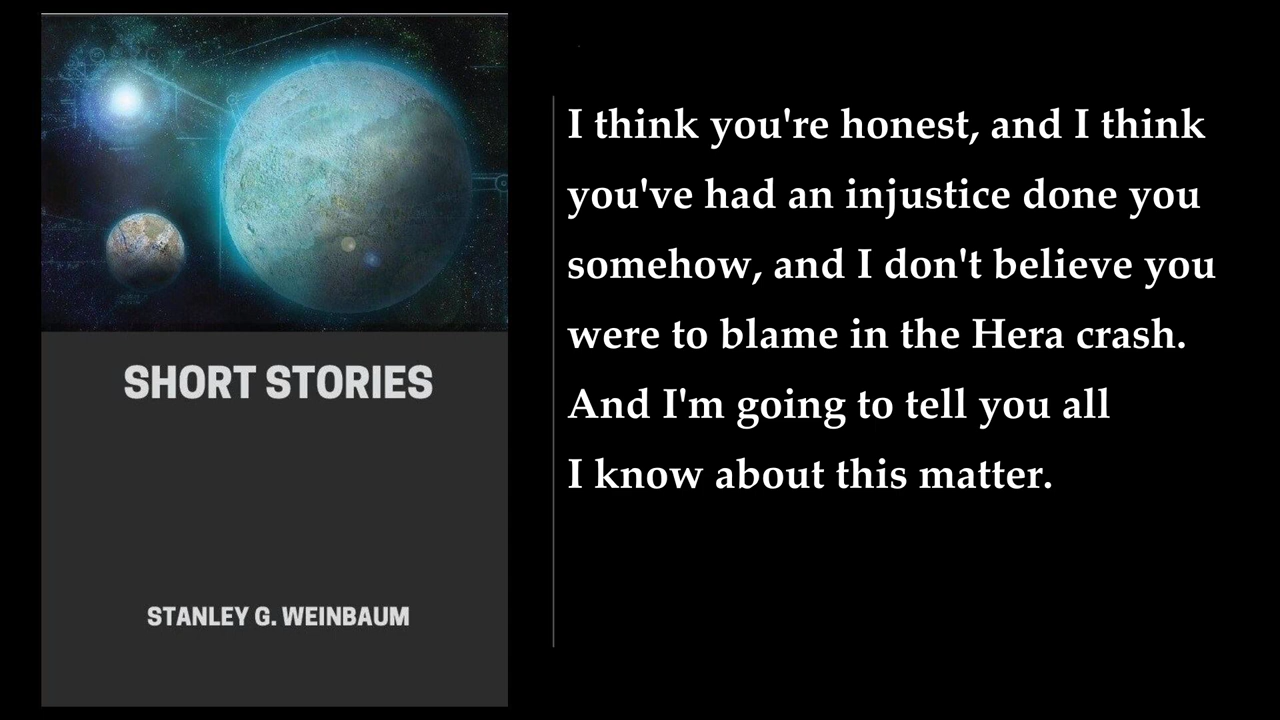 SHORT STORIES
STANLEY G. WEINBAUM
I think you're honest, and I think
you've had an injustice done you
somehow, and I don't believe you
were to blame in the Hera crash.
And I'm going to tell you all
I know about this matter.